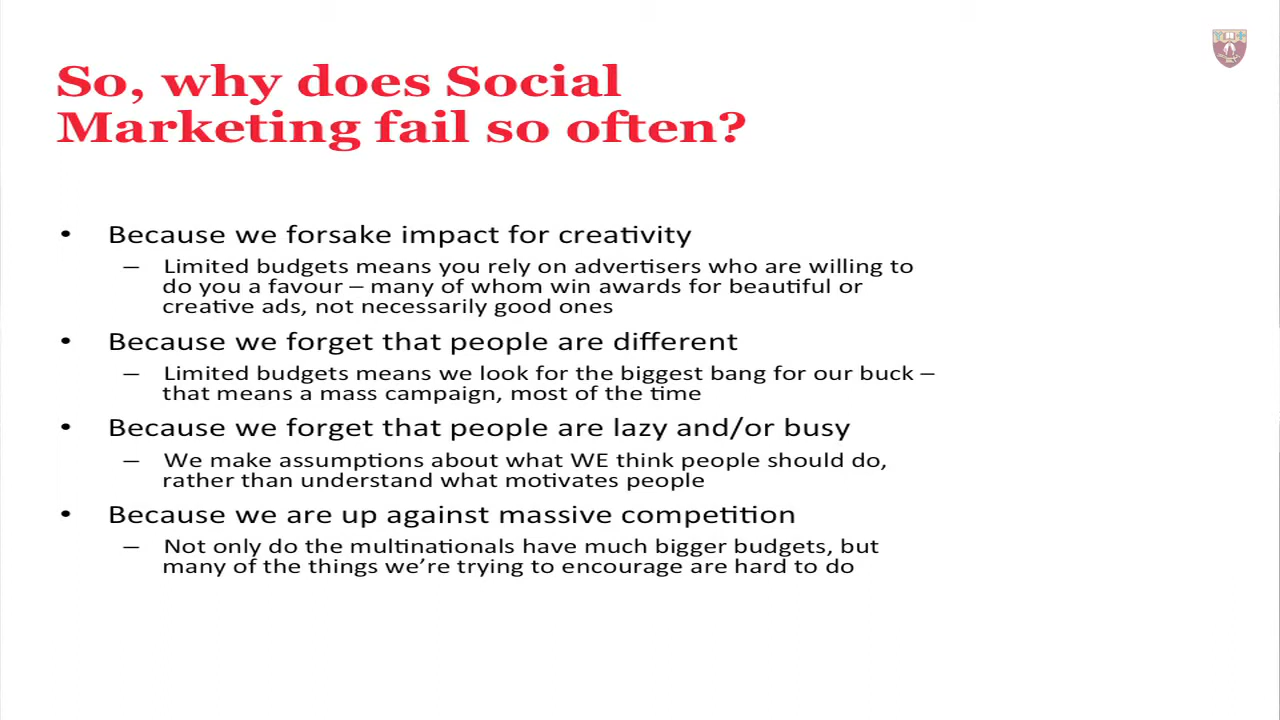 So, why does Social
Marketing fail so often?
• Because we forsake impact for creativity
– Limited budgets means you rely on advertisers who are willing to
do you a favour – many of whom win awards for beautiful or
creative ads, not necessarily good ones
• Because we forget that people are different
– Limited budgets means we look for the biggest bang for our buck –
that means a mass campaign, most of the time
• Because we forget that people are lazy and/or busy
– We make assumptions about what WE think people should do,
rather than understand what motivates people
• Because we are up against massive competition
– Not only do the multinationals have much bigger budgets, but
many of the things we’re trying to encourage are hard to do